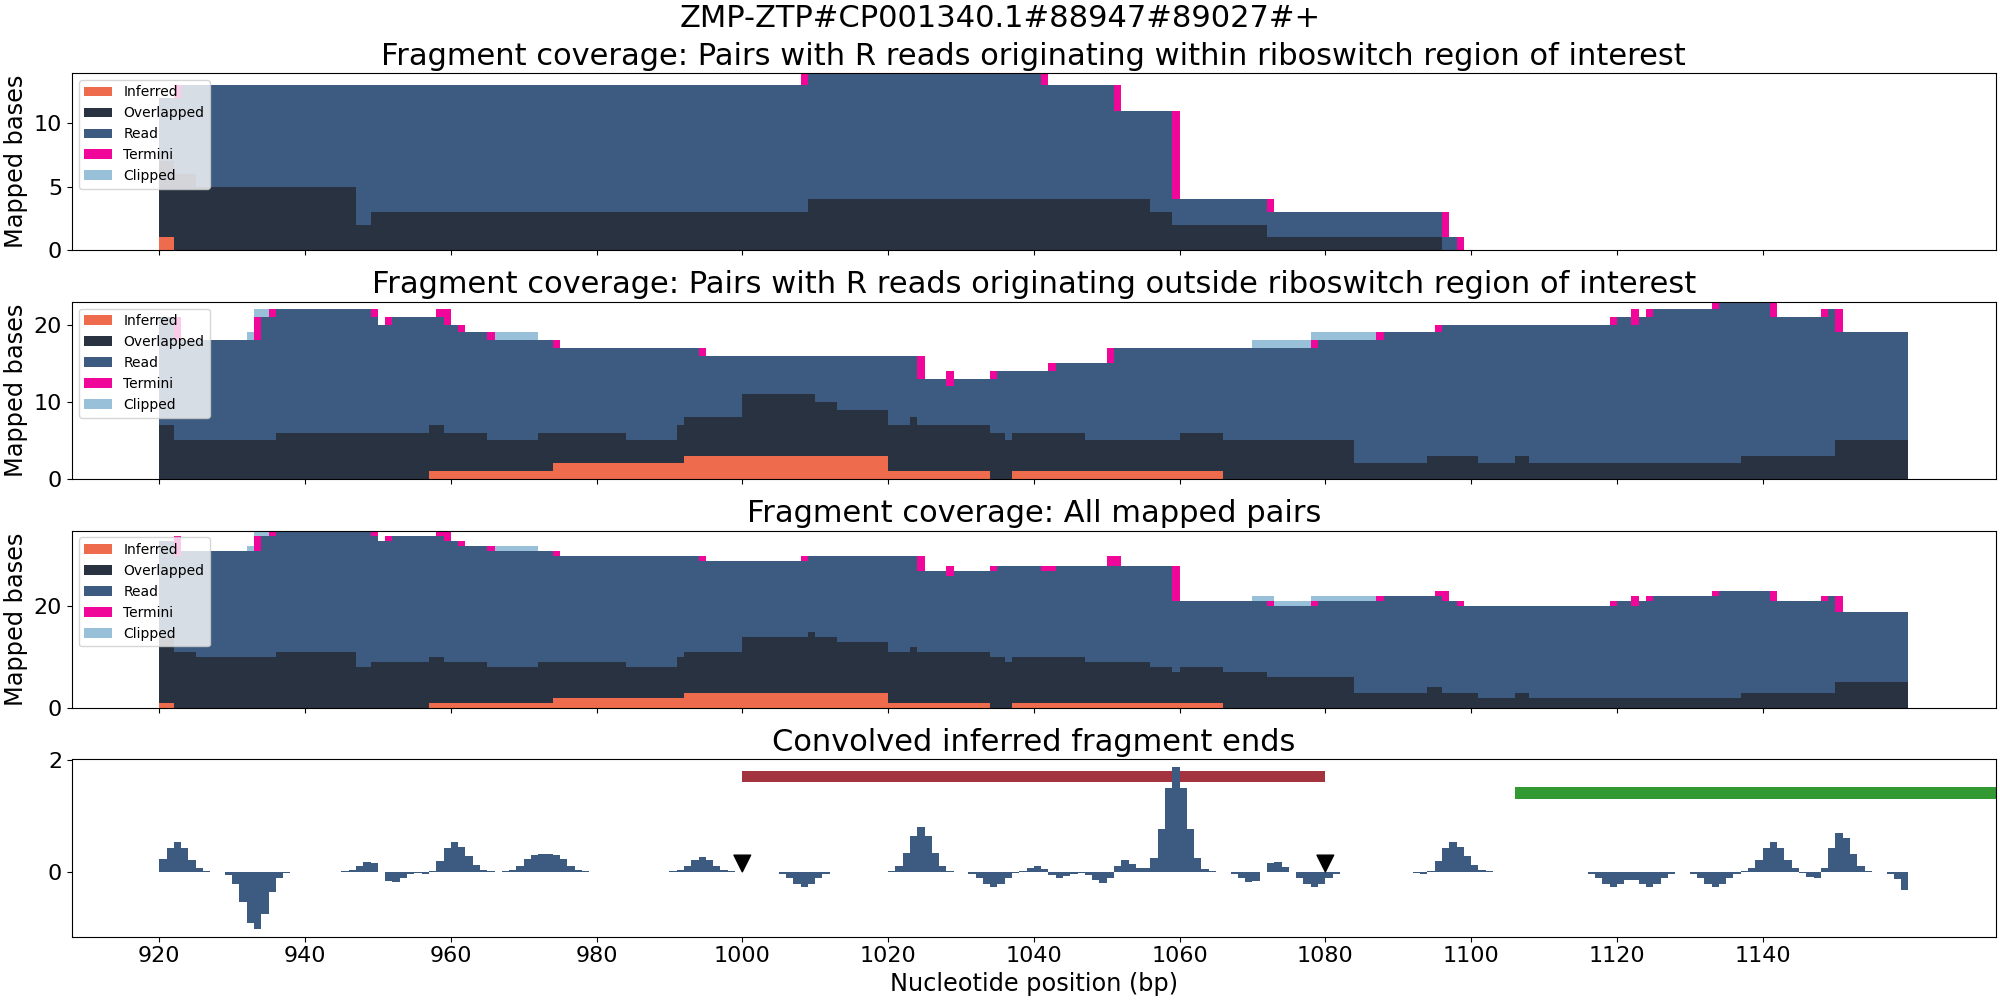 ZMP-ZTP#CP001340.1#88947#89027#+
Fragment coverage: Pairs with R reads originating within riboswitch region of interest
Mapped bases
10
5
0
Inferred
Overlapped
Read
Termini
Clipped
Fragment coverage: Pairs with R reads originating outside riboswitch region of interest
Mapped bases
20
10
0
Inferred
Overlapped
Read
Termini
Clipped
Fragment coverage: All mapped pairs
Mapped bases
20
0
Inferred
Overlapped
Read
Termini
Clipped
Convolved inferred fragment ends
2
0
920 940 960 980 1000 1020 1040 1060 1080 1100 1120 1140
Nucleotide position (bp)